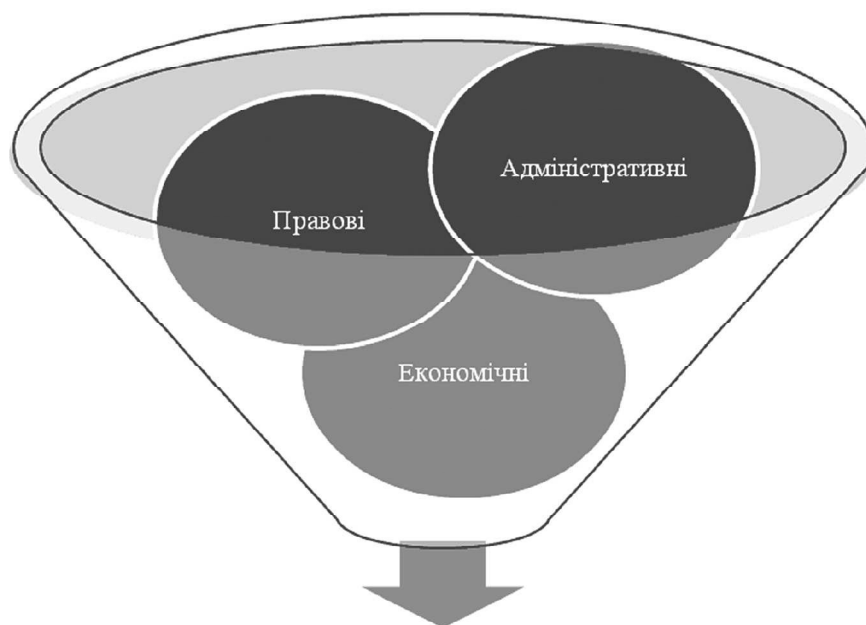 Адміністративні
Правові
Економічні